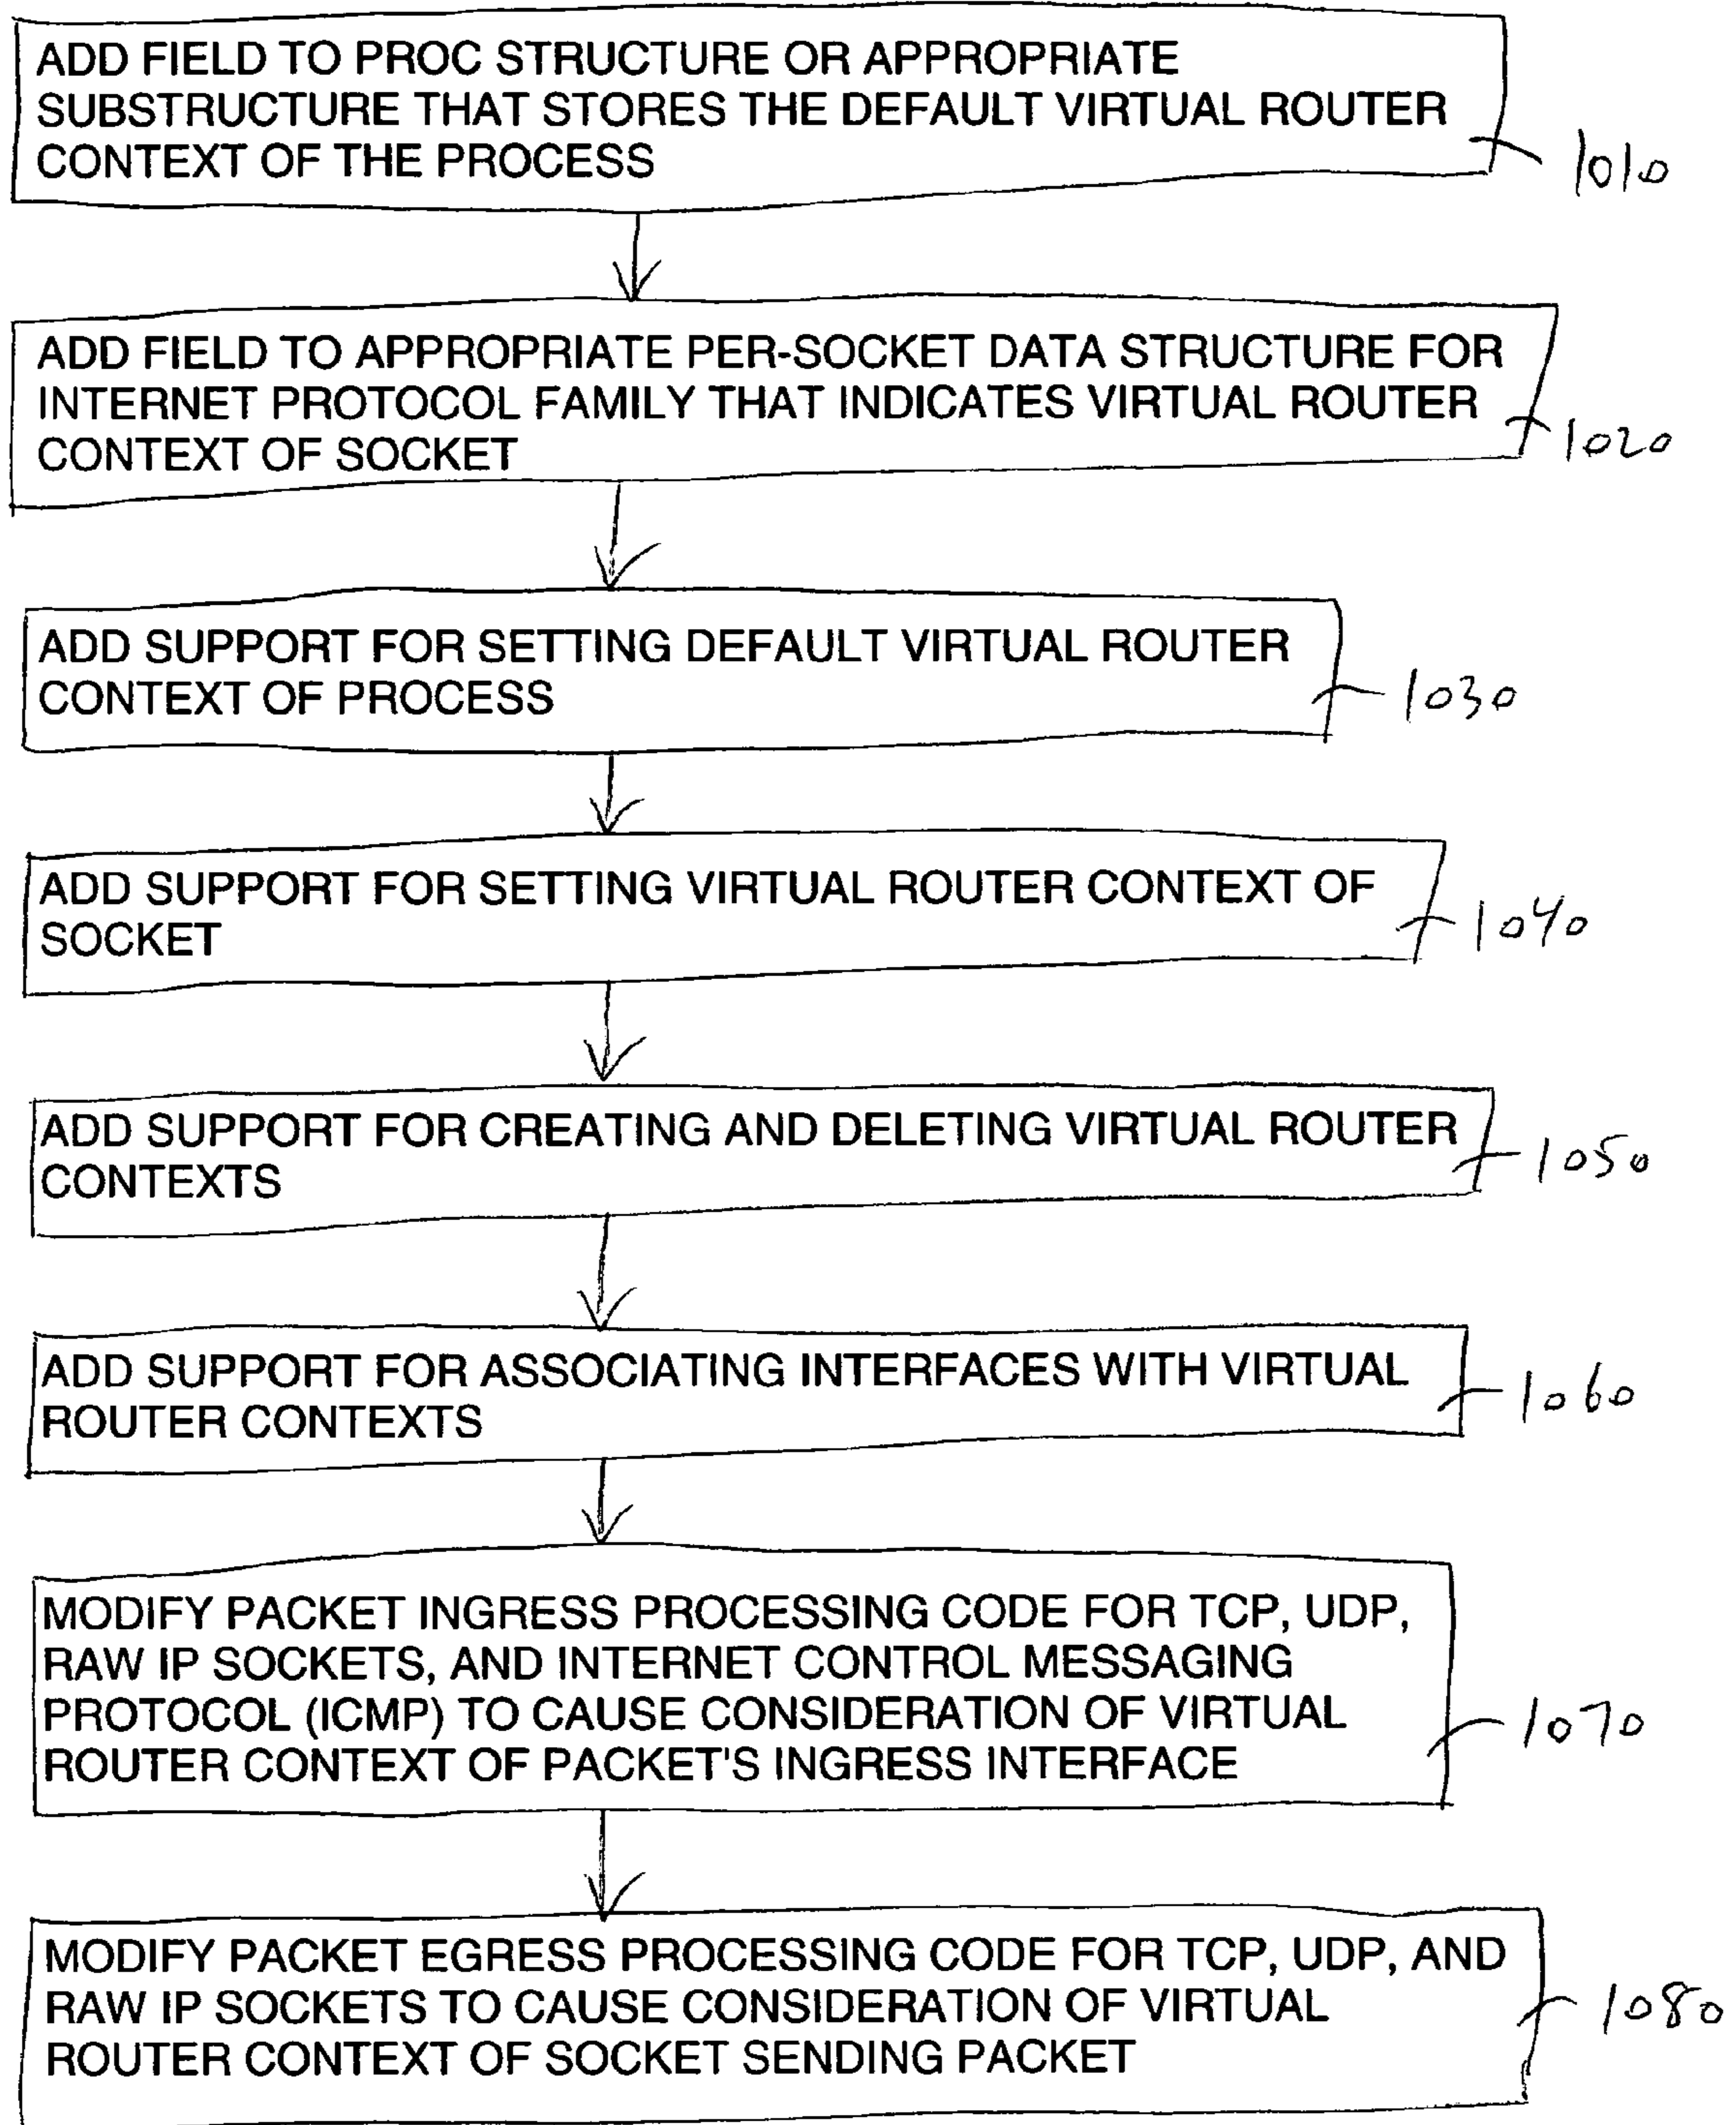 ADD FIELD TO PROC STRUCTURE OR APPROPRIATE
SUBSTRUCTURE THAT STORES THE DEFAULT VIRTUAL ROUTER
CONTEXT OF THE PROCESS
1010
ADD FIELD TO APPROPRIATE PER-SOCKET DATA STRUCTURE FOR
INTERNET PROTOCOL FAMILY THAT INDICATES VIRTUAL ROUTER
CONTEXT OF SOCKET
1020
ADD SUPPORT FOR SETTING DEFAULT VIRTUAL ROUTER
CONTEXT OF PROCESS
1030
ADD SUPPORT FOR SETTING VIRTUAL ROUTER CONTEXT OF
SOCKET
1040
ADD SUPPORT FOR CREATING AND DELETING VIRTUAL ROUTER
CONTEXTS
1050
ADD SUPPORT FOR ASSOCIATING INTERFACES WITH VIRTUAL
ROUTER CONTEXTS
1060
MODIFY PACKET INGRESS PROCESSING CODE FOR TCP, UDP,
RAW IP SOCKETS, AND INTERNET CONTROL MESSAGING
PROTOCOL (ICMP) TO CAUSE CONSIDERATION OF VIRTUAL
ROUTER CONTEXT OF PACKET'S INGRESS INTERFACE
1070
MODIFY PACKET EGRESS PROCESSING CODE FOR TCP, UDP, AND
RAW IP SOCKETS TO CAUSE CONSIDERATION OF VIRTUAL
ROUTER CONTEXT OF SOCKET SENDING PACKET
1080